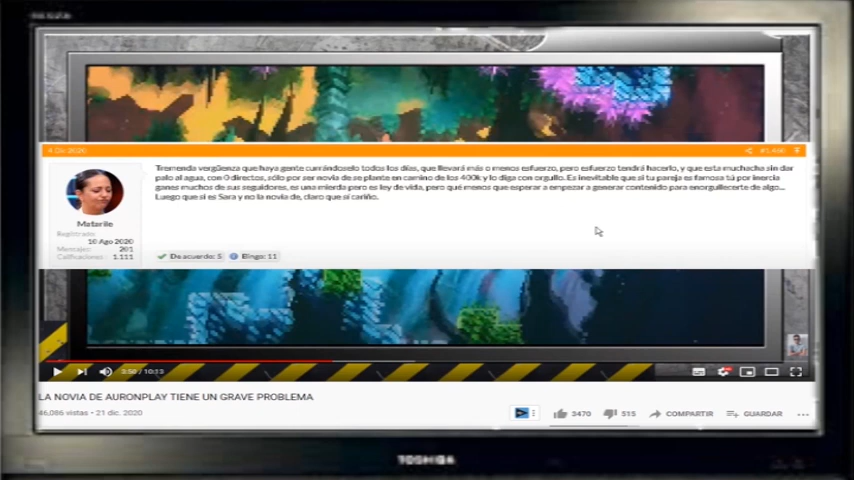 4 Dic 2020
#1.466
Tremenda vergüenza que haya gente currándoselo todos los días, que llevará más o menos esfuerzo, pero esfuerzo tendrá hacerlo, y que esta muchacha sin dar
palo al agua, con 0 directos, sólo por ser novia de se plante en camino de los 400k y lo diga con orgullo. Es inevitable que si tu pareja es famosa tú por inercia
ganes muchos de sus seguidores, es una mierda pero es ley de vida, pero qué menos que esperar a empezar a generar contenido para enorgullecerte de algo...
Luego que si es Sara y no la novia de, claro que sí cariño.
Matarile
Registrado:
10 Ago 2020
Mensajes:
201
Calificaciones:
1.111
De acuerdo: 5 Bingo: 11
3:50 / 10:13
LA NOVIA DE AURONPLAY TIENE UN GRAVE PROBLEMA
46,086 vistas • 21 dic. 2020
3470 515 COMPARTIR GUARDAR
TOSHIBA